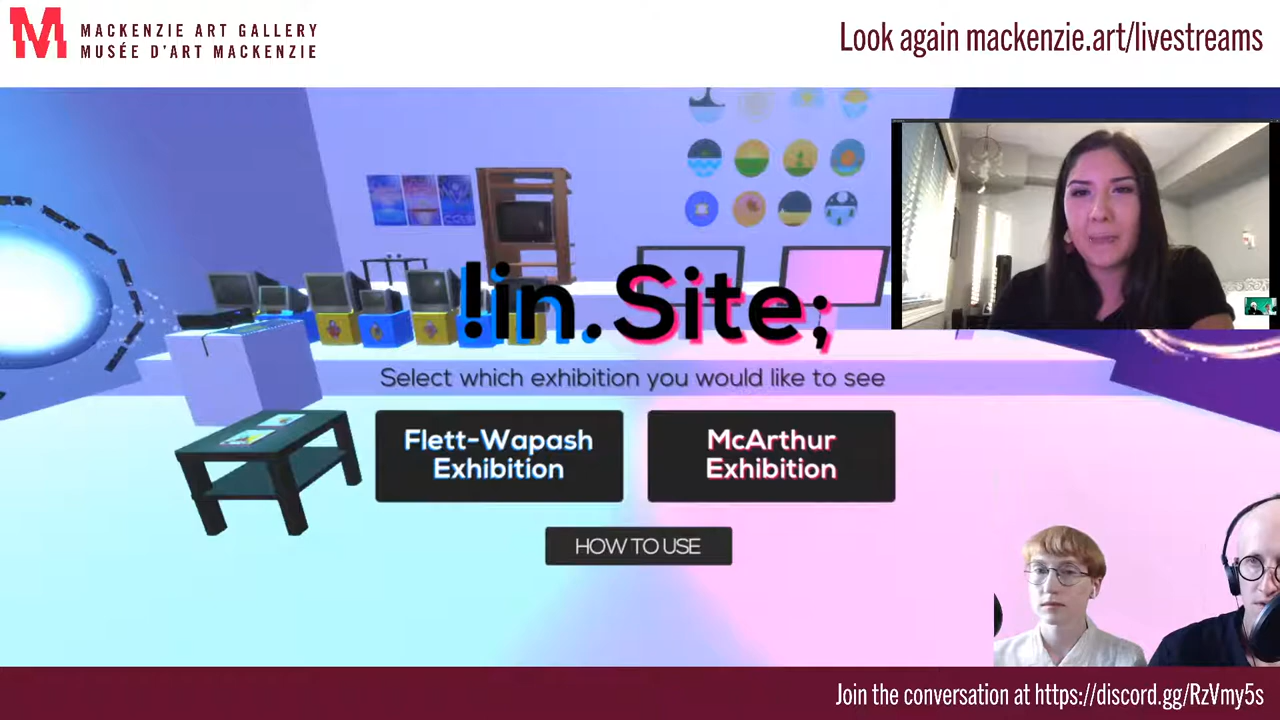 MACKENZIE ART GALLERY
MUSÉE D'ART MACKENZIE
Look again mackenzie.art/livestreams
!in.Site;
Select which exhibition you would like to see
Flett-Wapash
Exhibition
McArthur
Exhibition
HOW TO USE
Join the conversation at https://discord.gg/RzVmy5s